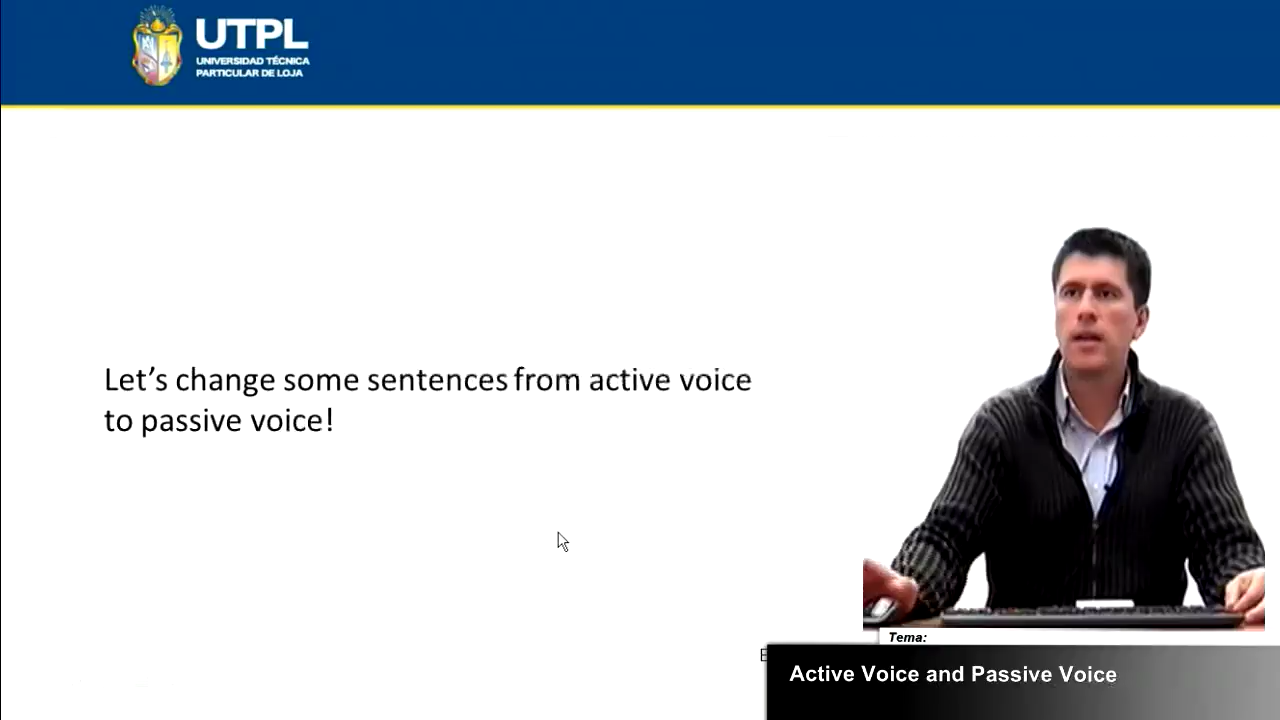 UTPL
UNIVERSIDAD TÉCNICA
PARTICULAR DE LOJA
Let's change some sentences from active voice
to passive voice!
Tema:
Active Voice and Passive Voice